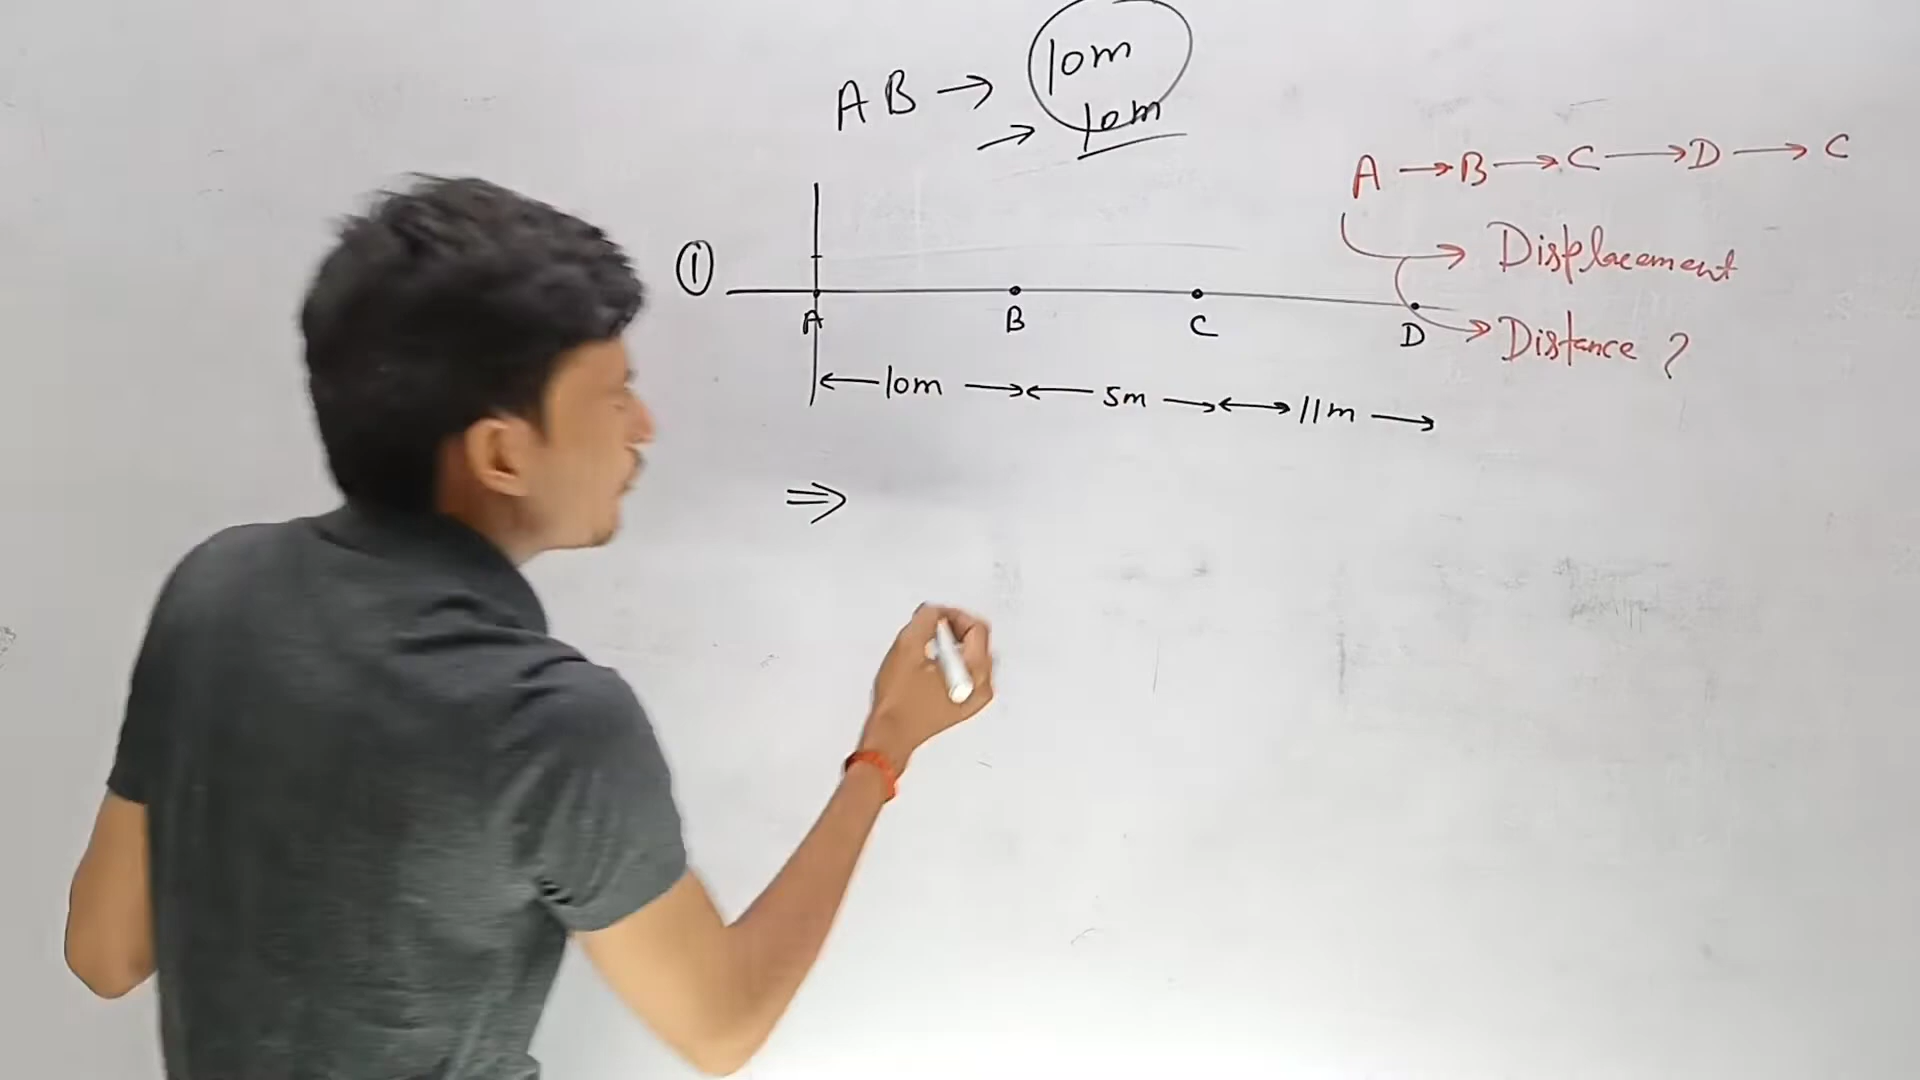 AB → 10m
→ 10m
A → B → C → D → C
→ Displacement
→ Distance ?
①
A B C D
←10m → ← 5m → ↔ 11m →
⇒